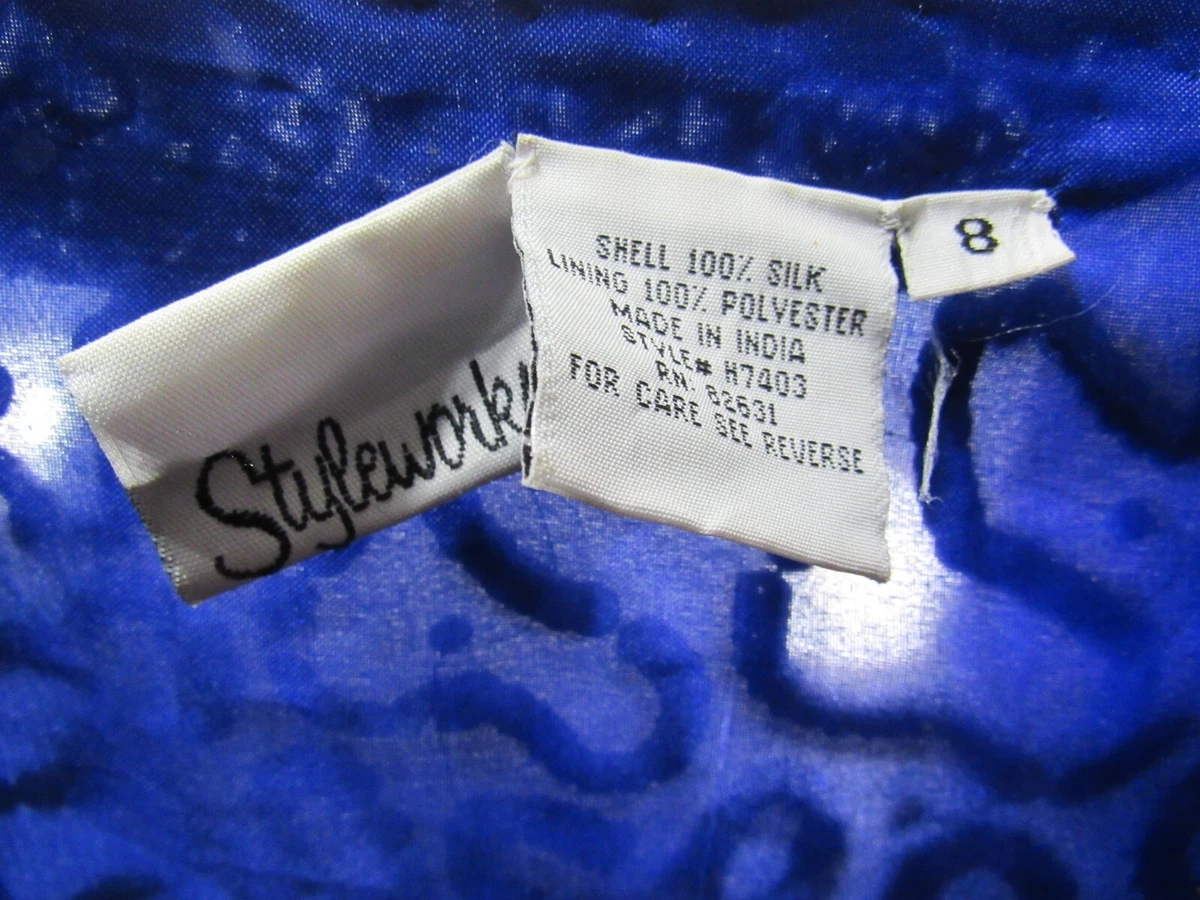 Stylework
SHELL 100% SILK
LINING 100% POLYESTER
MADE IN INDIA
STYLE# H7403
RN. 82631
FOR CARE SEE REVERSE
8